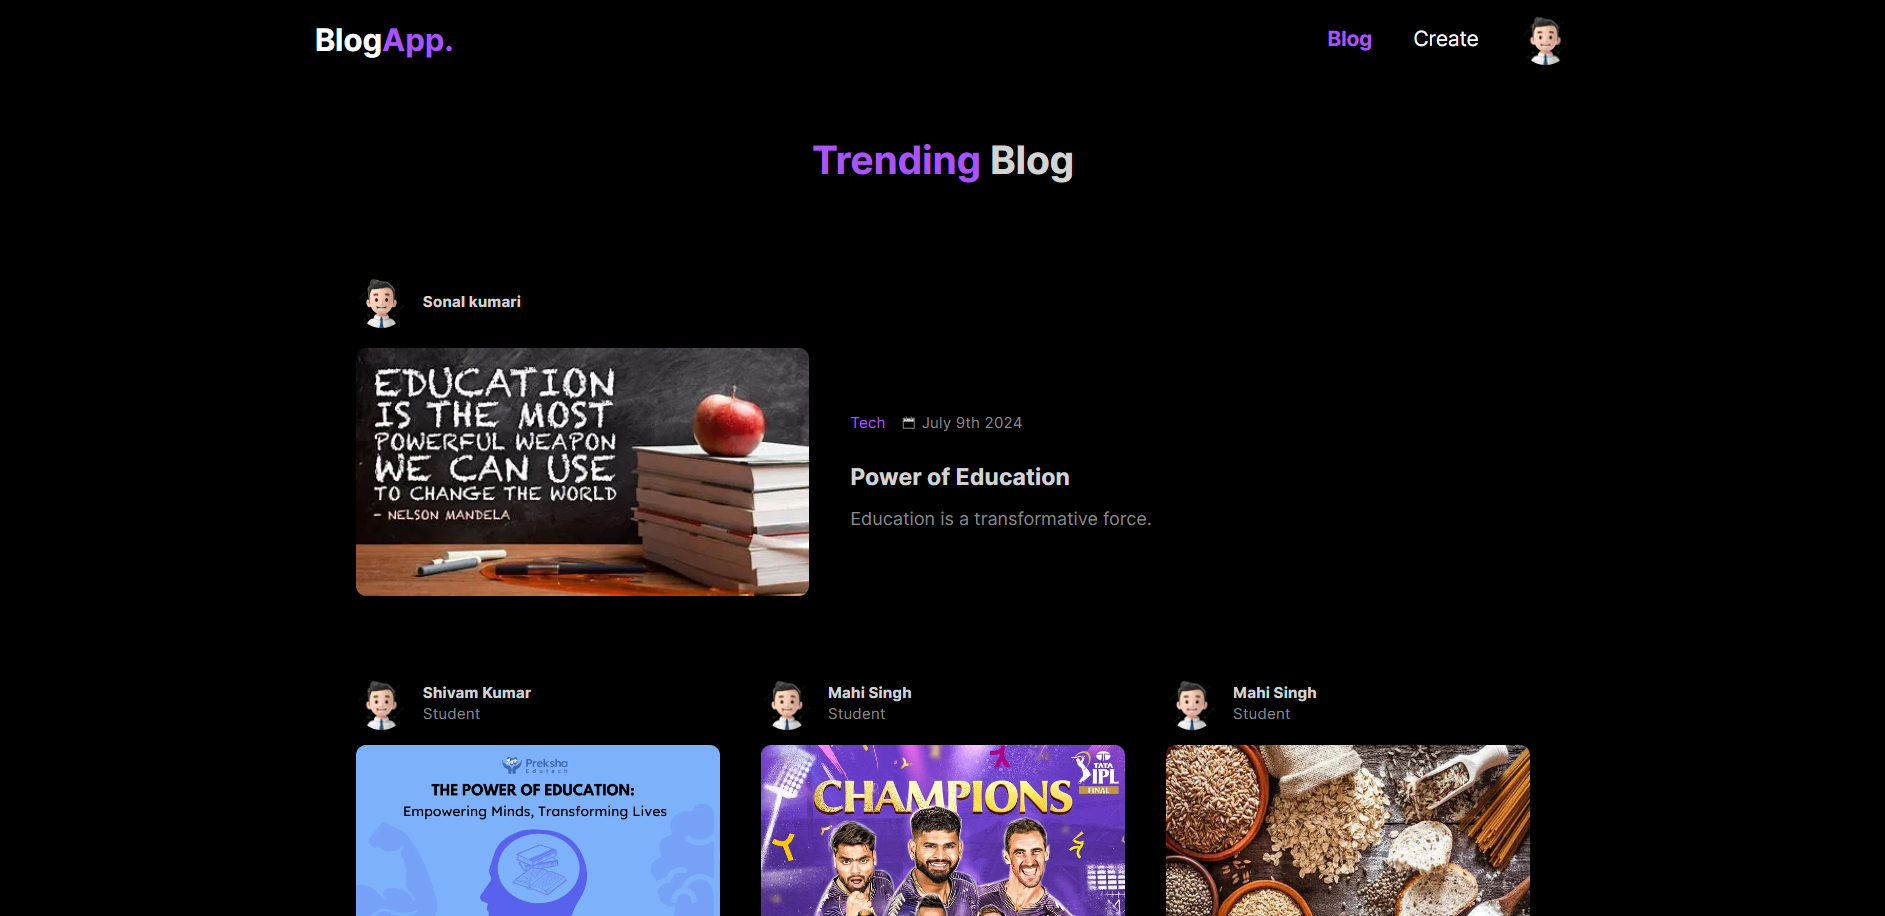 BlogApp.
Blog
Create
Trending Blog
Sonal kumari
EDUCATION
IS THE MOST
POWERFUL WEAPON
WE CAN USE
TO CHANGE THE WORLD
- NELSON MANDELA
Tech July 9th 2024
Power of Education
Education is a transformative force.
Shivam Kumar
Student
Preksha
Edutech
THE POWER OF EDUCATION:
Empowering Minds, Transforming Lives
Mahi Singh
Student
TATA
IPL
FINAL
CHAMPIONS
Mahi Singh
Student